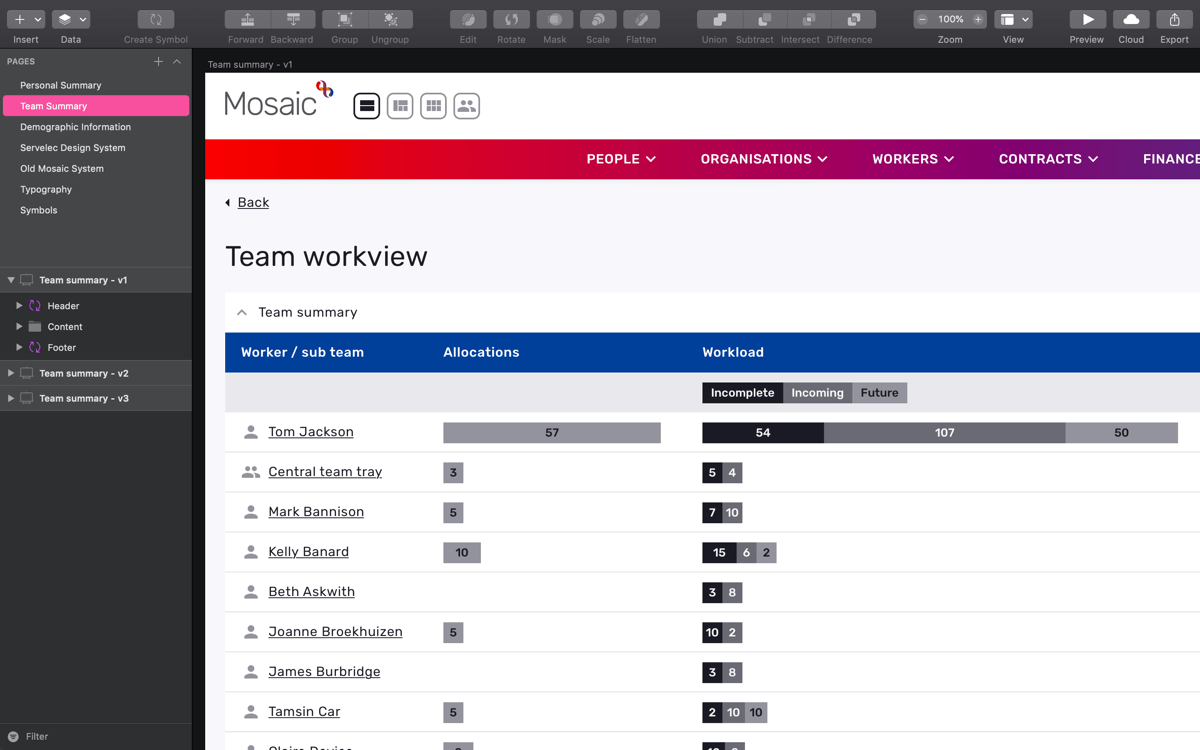 Insert Data Create Symbol Forward Backward Group Ungroup Edit Rotate Mask Scale Flatten Union Subtract Intersect Difference 100% Zoom View Preview Cloud Export
PAGES
Personal Summary
Team Summary
Demographic Information
Servelec Design System
Old Mosaic System
Typography
Symbols
Team summary - v1
Header
Content
Footer
Team summary - v2
Team summary - v3
Filter
Team summary - v1
Mosaic
PEOPLE ORGANISATIONS WORKERS CONTRACTS FINANCE
Back
Team workview
Team summary
Worker / sub team Allocations Workload
Incomplete Incoming Future
Tom Jackson 57 54 107 50
Central team tray 3 5 4
Mark Bannison 5 7 10
Kelly Banard 10 15 6 2
Beth Askwith 3 8
Joanne Broekhuizen 5 10 2
James Burbridge 3 8
Tamsin Car 5 2 10 10